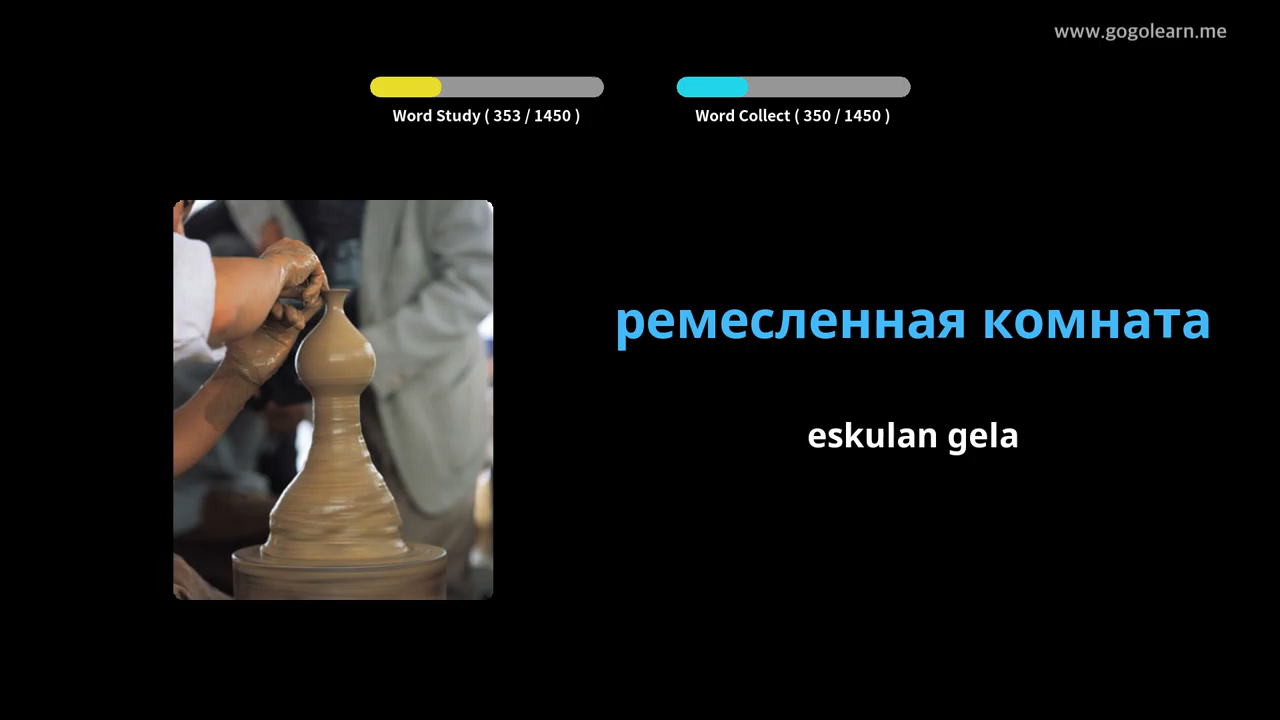 www.gogolearn.me
Word Study ( 353 / 1450 )
Word Collect ( 350 / 1450 )
ремесленная комната
eskulan gela